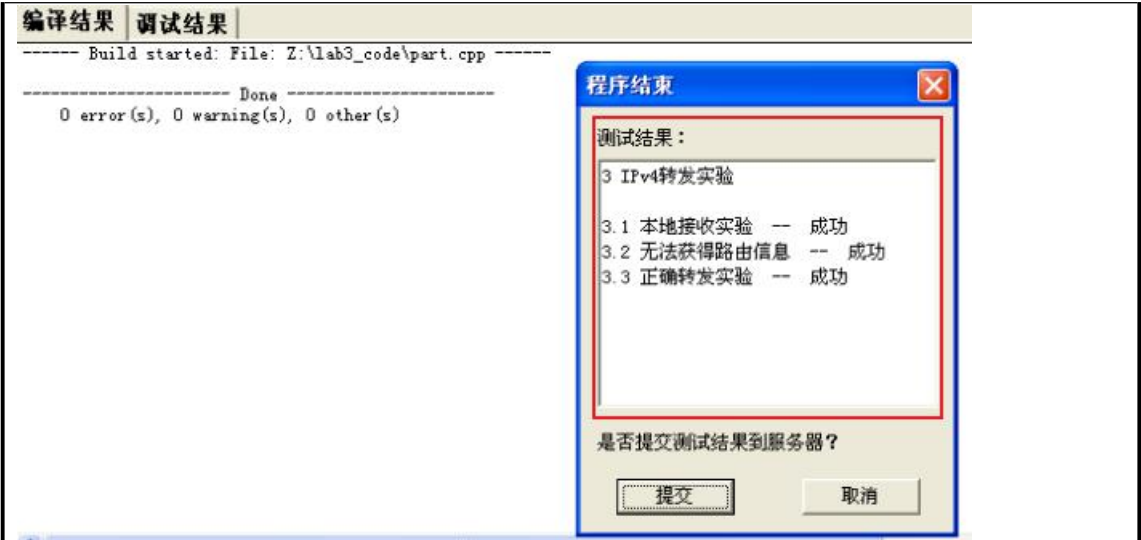 编译结果 调试结果
------ Build started: File: Z:\lab3_code\part.cpp ------
---------------------- Done ----------------------
0 error(s), 0 warning(s), 0 other(s)
程序结束
测试结果：
3 IPv4转发实验
3.1 本地接收实验 -- 成功
3.2 无法获得路由信息 -- 成功
3.3 正确转发实验 -- 成功
是否提交测试结果到服务器？
提交 取消